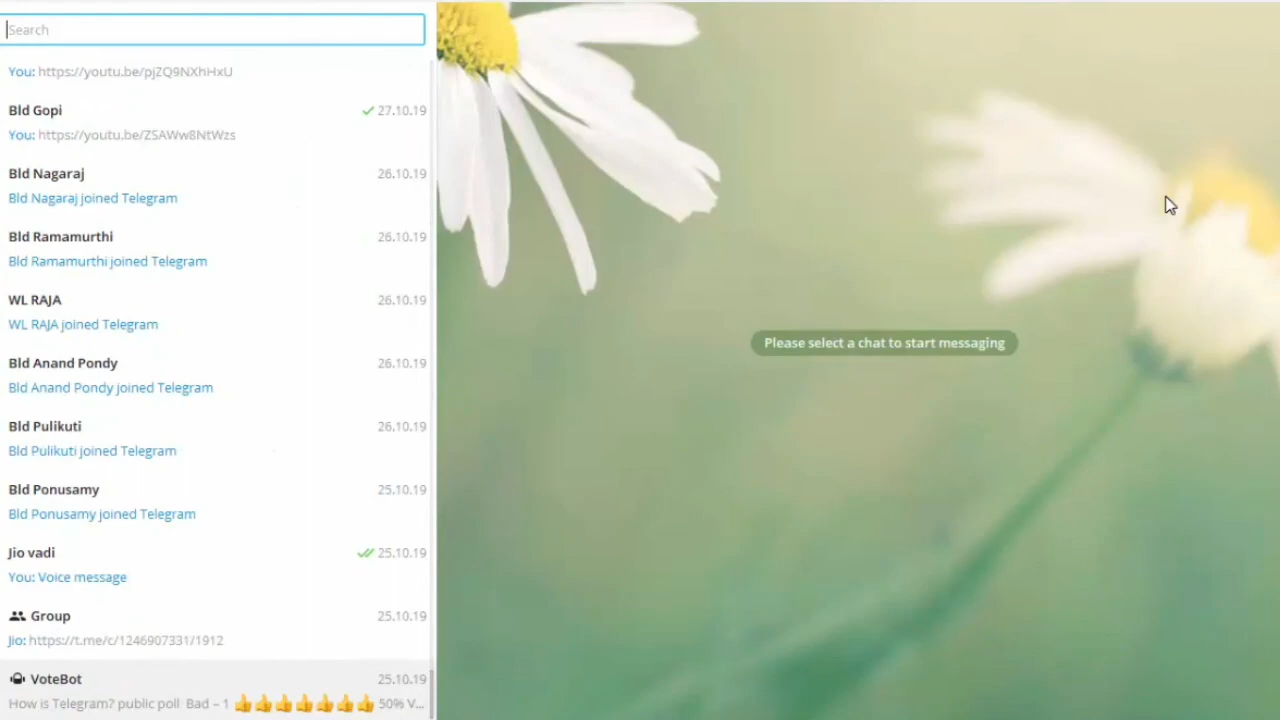 Search
You: https://youtu.be/pjZQ9NXhHxU
Bld Gopi 27.10.19
You: https://youtu.be/ZSAWw8NtWzs
Bld Nagaraj 26.10.19
Bld Nagaraj joined Telegram
Bld Ramamurthi 26.10.19
Bld Ramamurthi joined Telegram
WL RAJA 26.10.19
WL RAJA joined Telegram
Bld Anand Pondy 26.10.19
Bld Anand Pondy joined Telegram
Bld Pulikuti 26.10.19
Bld Pulikuti joined Telegram
Bld Ponusamy 25.10.19
Bld Ponusamy joined Telegram
Jio vadi 25.10.19
You: Voice message
Group 25.10.19
Jio: https://t.me/c/1246907331/1912
VoteBot 25.10.19
How is Telegram? public poll Bad – 1 👍👍👍👍👍👍👍 50% V...
Please select a chat to start messaging